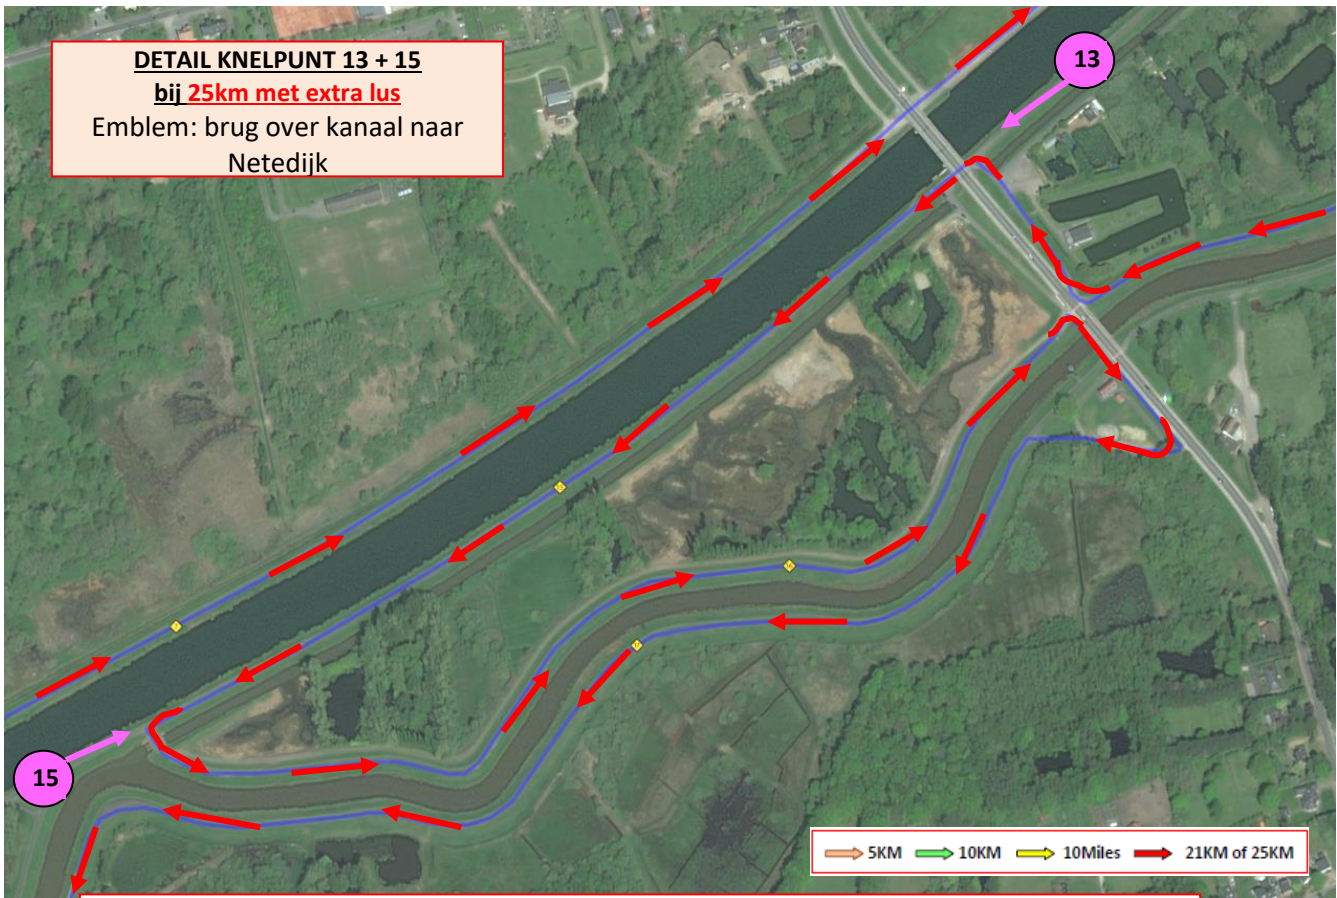 DETAIL KNELPUNT 13 + 15
bij 25km met extra lus
Emblem: brug over kanaal naar
Netedijk
13
15
5KM
10KM
10Miles
21KM of 25KM